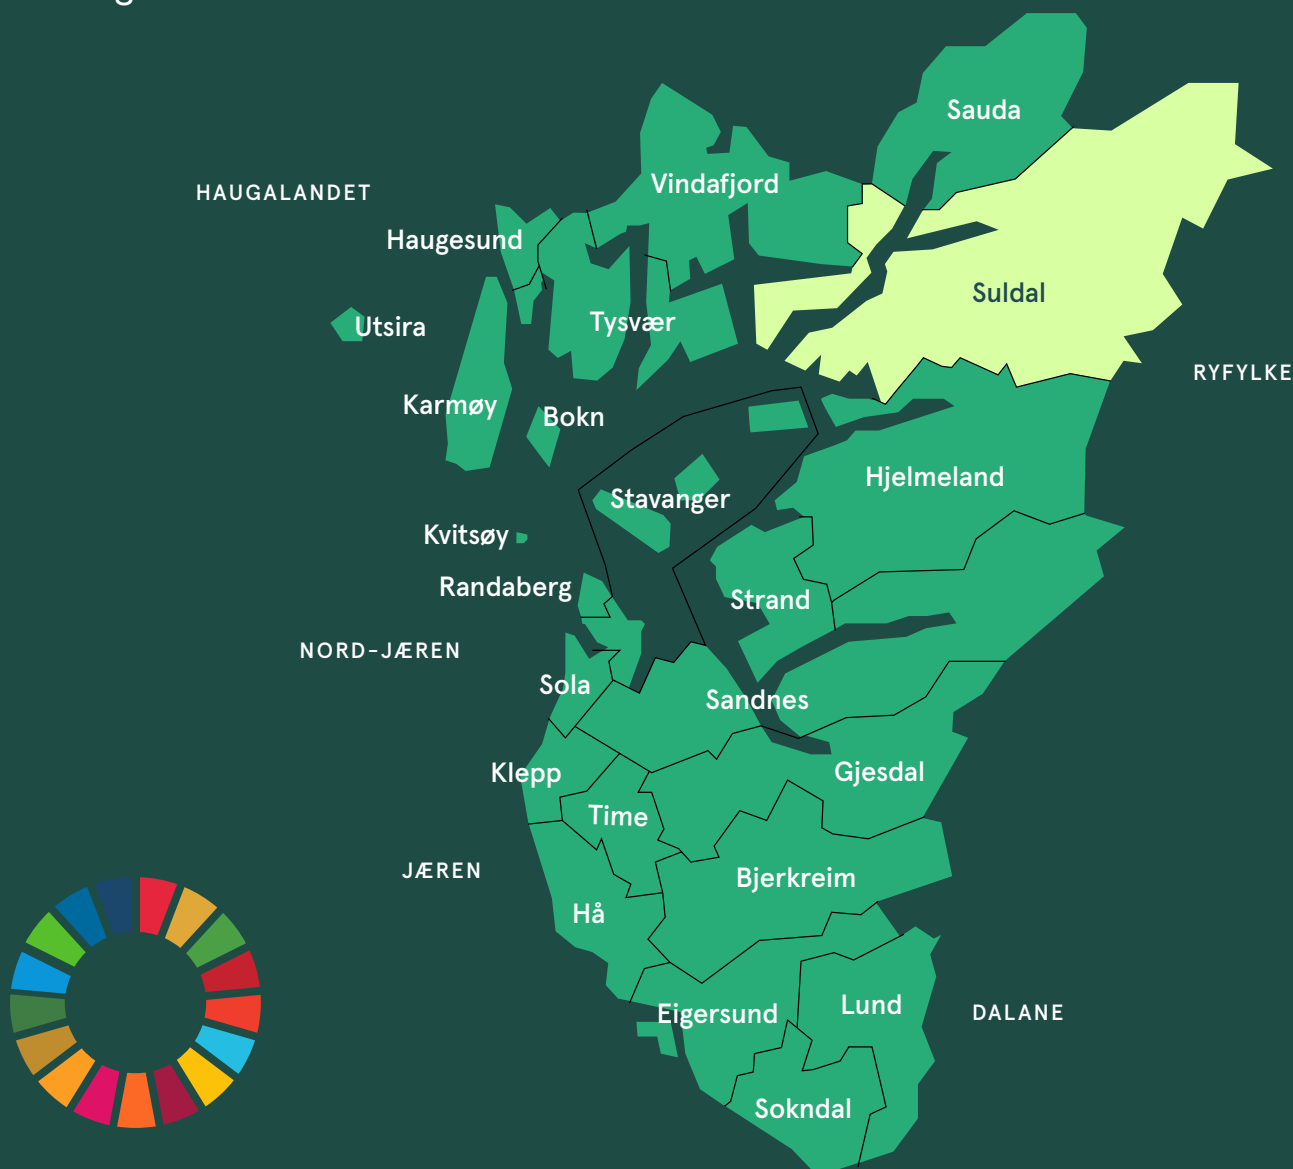 Sauda
Vindafjord
HAUGALANDET
Haugesund
Suldal
Utsira
Tysvær
RYFYLKE
Karmøy
Bokn
Hjelmeland
Stavanger
Kvitsøy
Randaberg
Strand
NORD-JÆREN
Sola
Sandnes
Klepp
Gjesdal
Time
JÆREN
Bjerkreim
Hå
Eigersund
Lund
DALANE
Sokndal